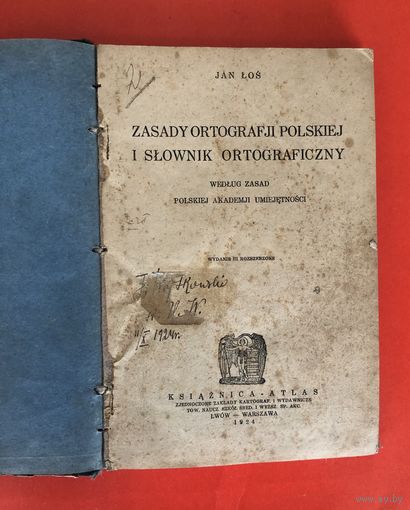 JAN ŁOŚ
ZASADY ORTOGRAFJI POLSKIEJ
I SŁOWNIK ORTOGRAFICZNY
WEDŁUG ZASAD
POLSKIEJ AKADEMJI UMIEJĘTNOŚCI
WYDANIE III ROZSZERZONE
1924r.
KSIĄŻNICA-ATLAS
ZJEDNOCZONE ZAKŁADY KARTOGRAF. I WYDAWNICZE
TOW. NAUCZ. SZKÓŁ ŚRED. I WYŻSZ. SP. AKC.
LWÓW — WARSZAWA
1924